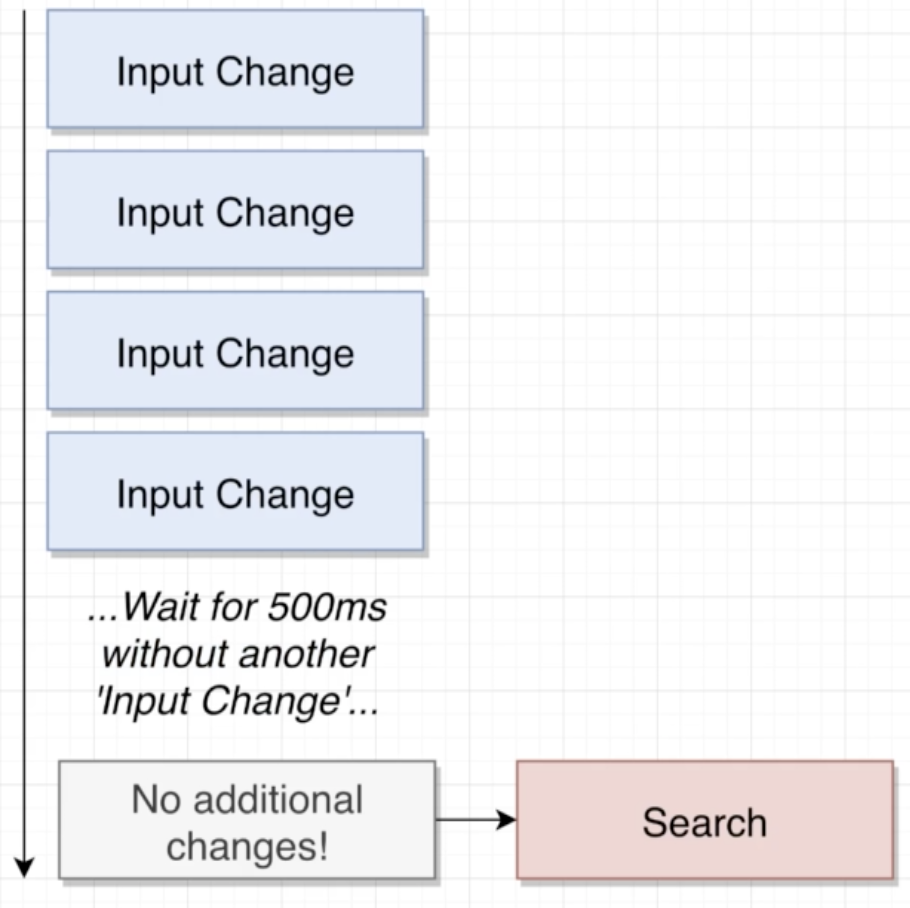 Input Change
Input Change
Input Change
Input Change
...Wait for 500ms
without another
'Input Change'...
No additional
changes!
Search